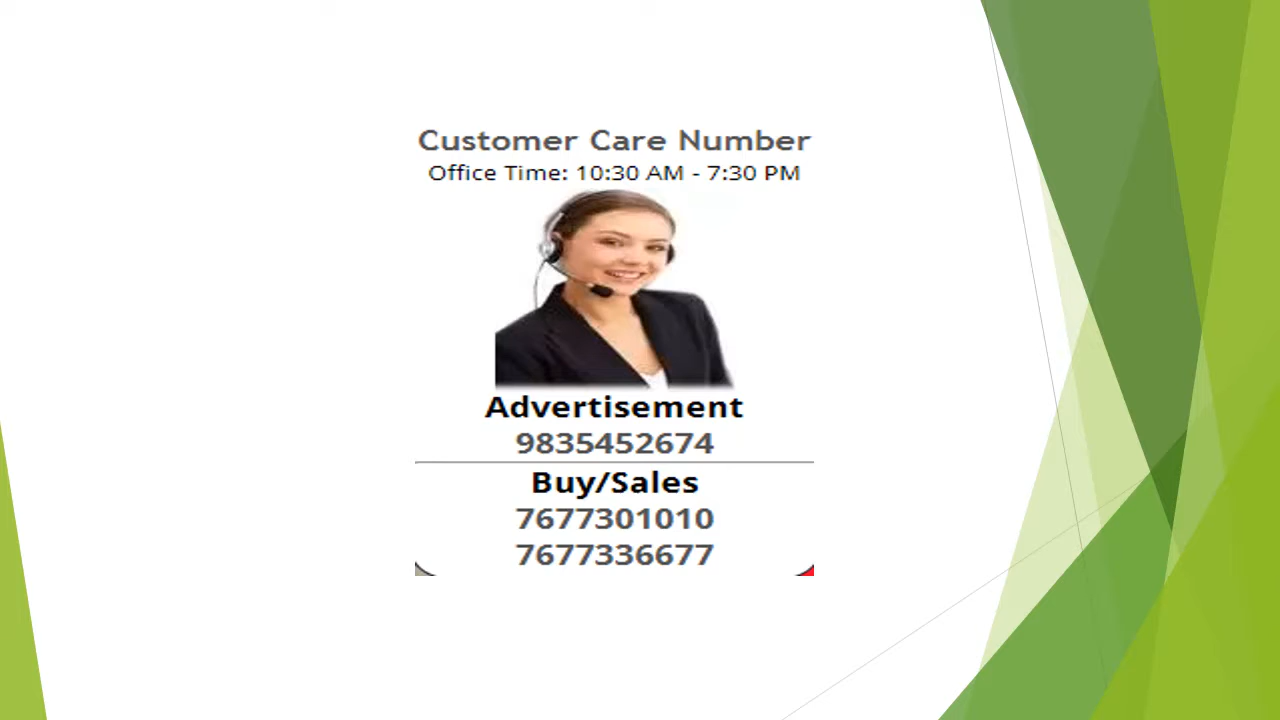 Customer Care Number
Office Time: 10:30 AM - 7:30 PM
Advertisement
9835452674
Buy/Sales
7677301010
7677336677